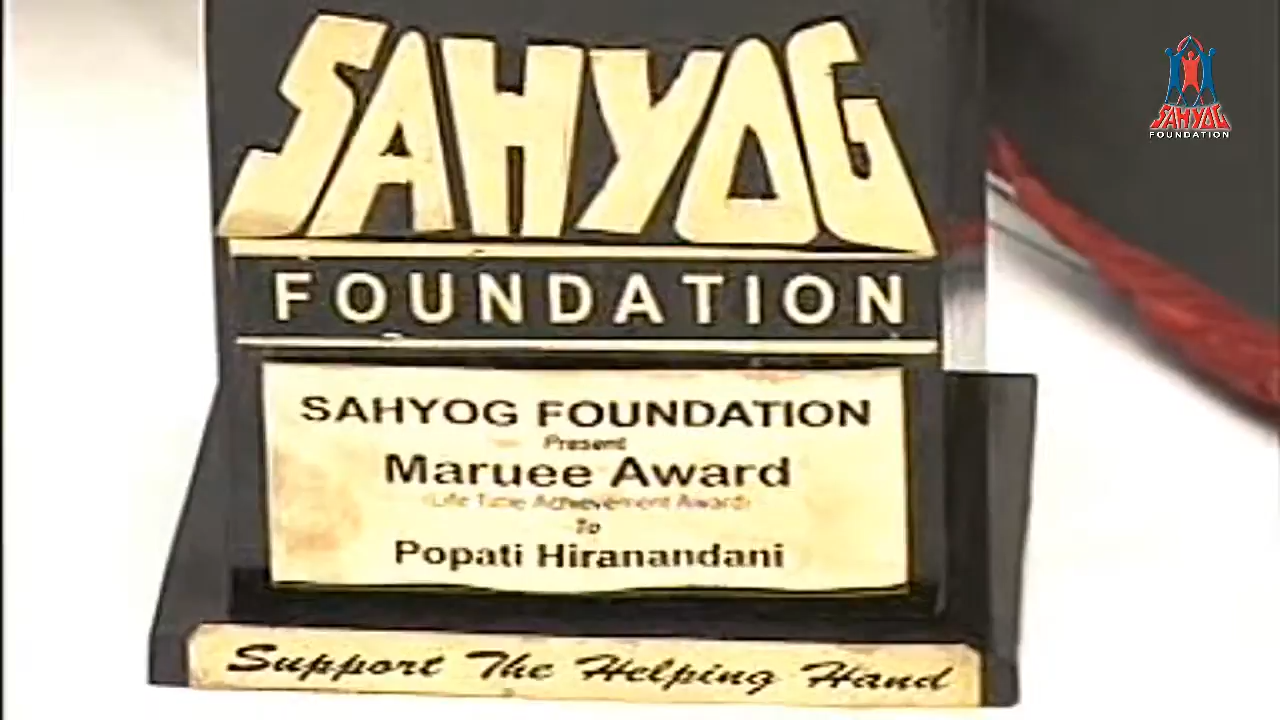 SAHYOG
FOUNDATION
SAHYOG FOUNDATION
Present
Maruee Award
(Life Time Achievement Award)
To
Popati Hiranandani
Support The Helping Hand
SAHYOG
FOUNDATION